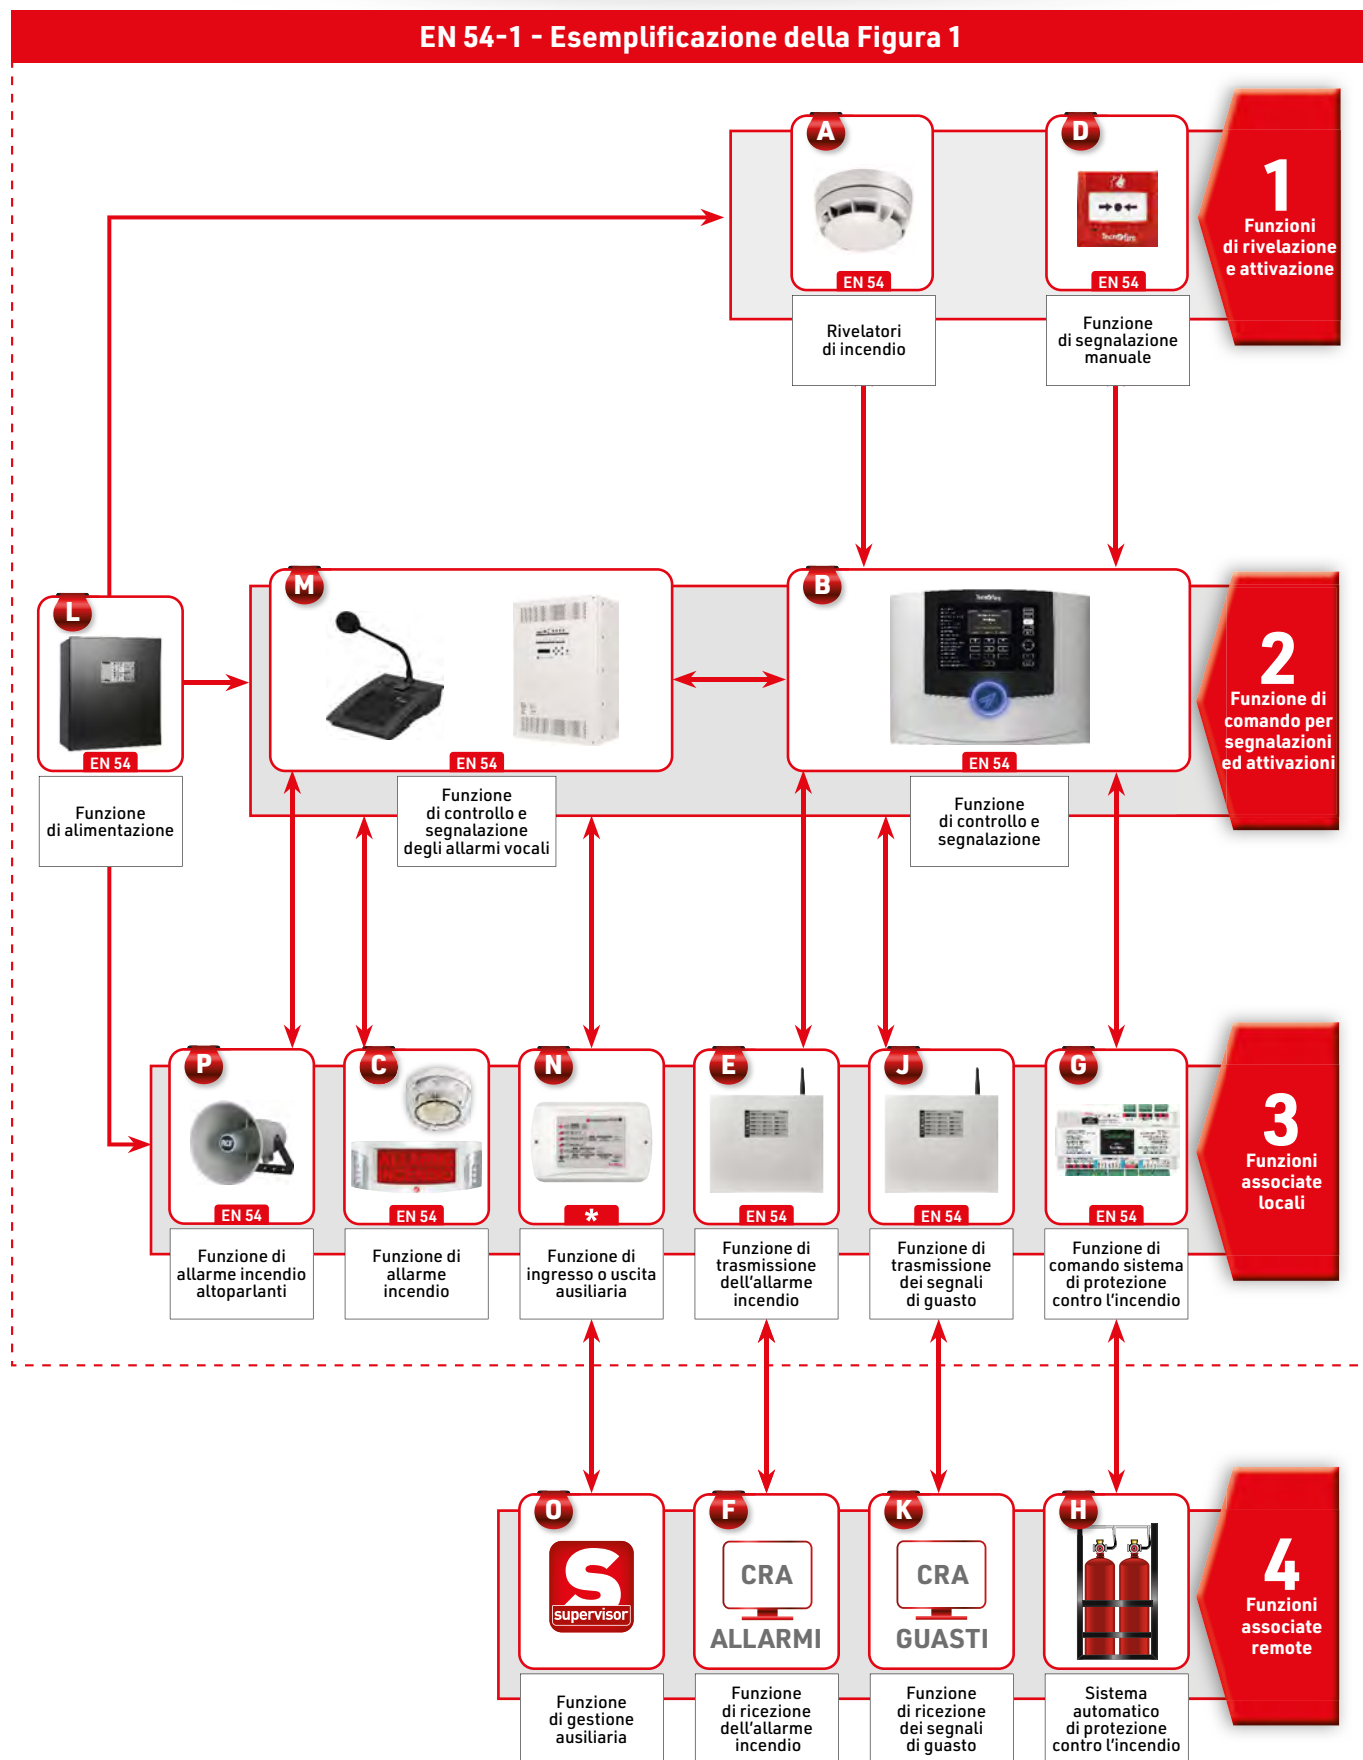 EN 54-1 - Esemplificazione della Figura 1
A
D
EN 54
EN 54
Rivelatori
di incendio
Funzione
di segnalazione
manuale
1
Funzioni
di rivelazione
e attivazione
L
EN 54
Funzione
di alimentazione
M
EN 54
Funzione
di controllo e
segnalazione
degli allarmi vocali
B
EN 54
Funzione
di controllo e
segnalazione
2
Funzione di
comando per
segnalazioni
ed attivazioni
P
EN 54
Funzione di
allarme incendio
altoparlanti
C
EN 54
Funzione di
allarme
incendio
N
*
Funzione di
ingresso o uscita
ausiliaria
E
EN 54
Funzione di
trasmissione
dell'allarme
incendio
J
EN 54
Funzione di
trasmissione
dei segnali
di guasto
G
EN 54
Funzione di
comando sistema
di protezione
contro l'incendio
3
Funzioni
associate
locali
O
S
supervisor
Funzione
di gestione
ausiliaria
F
CRA
ALLARMI
Funzione
di ricezione
dell'allarme
incendio
K
CRA
GUASTI
Funzione
di ricezione
dei segnali
di guasto
H
Sistema
automatico
di protezione
contro l'incendio
4
Funzioni
associate
remote